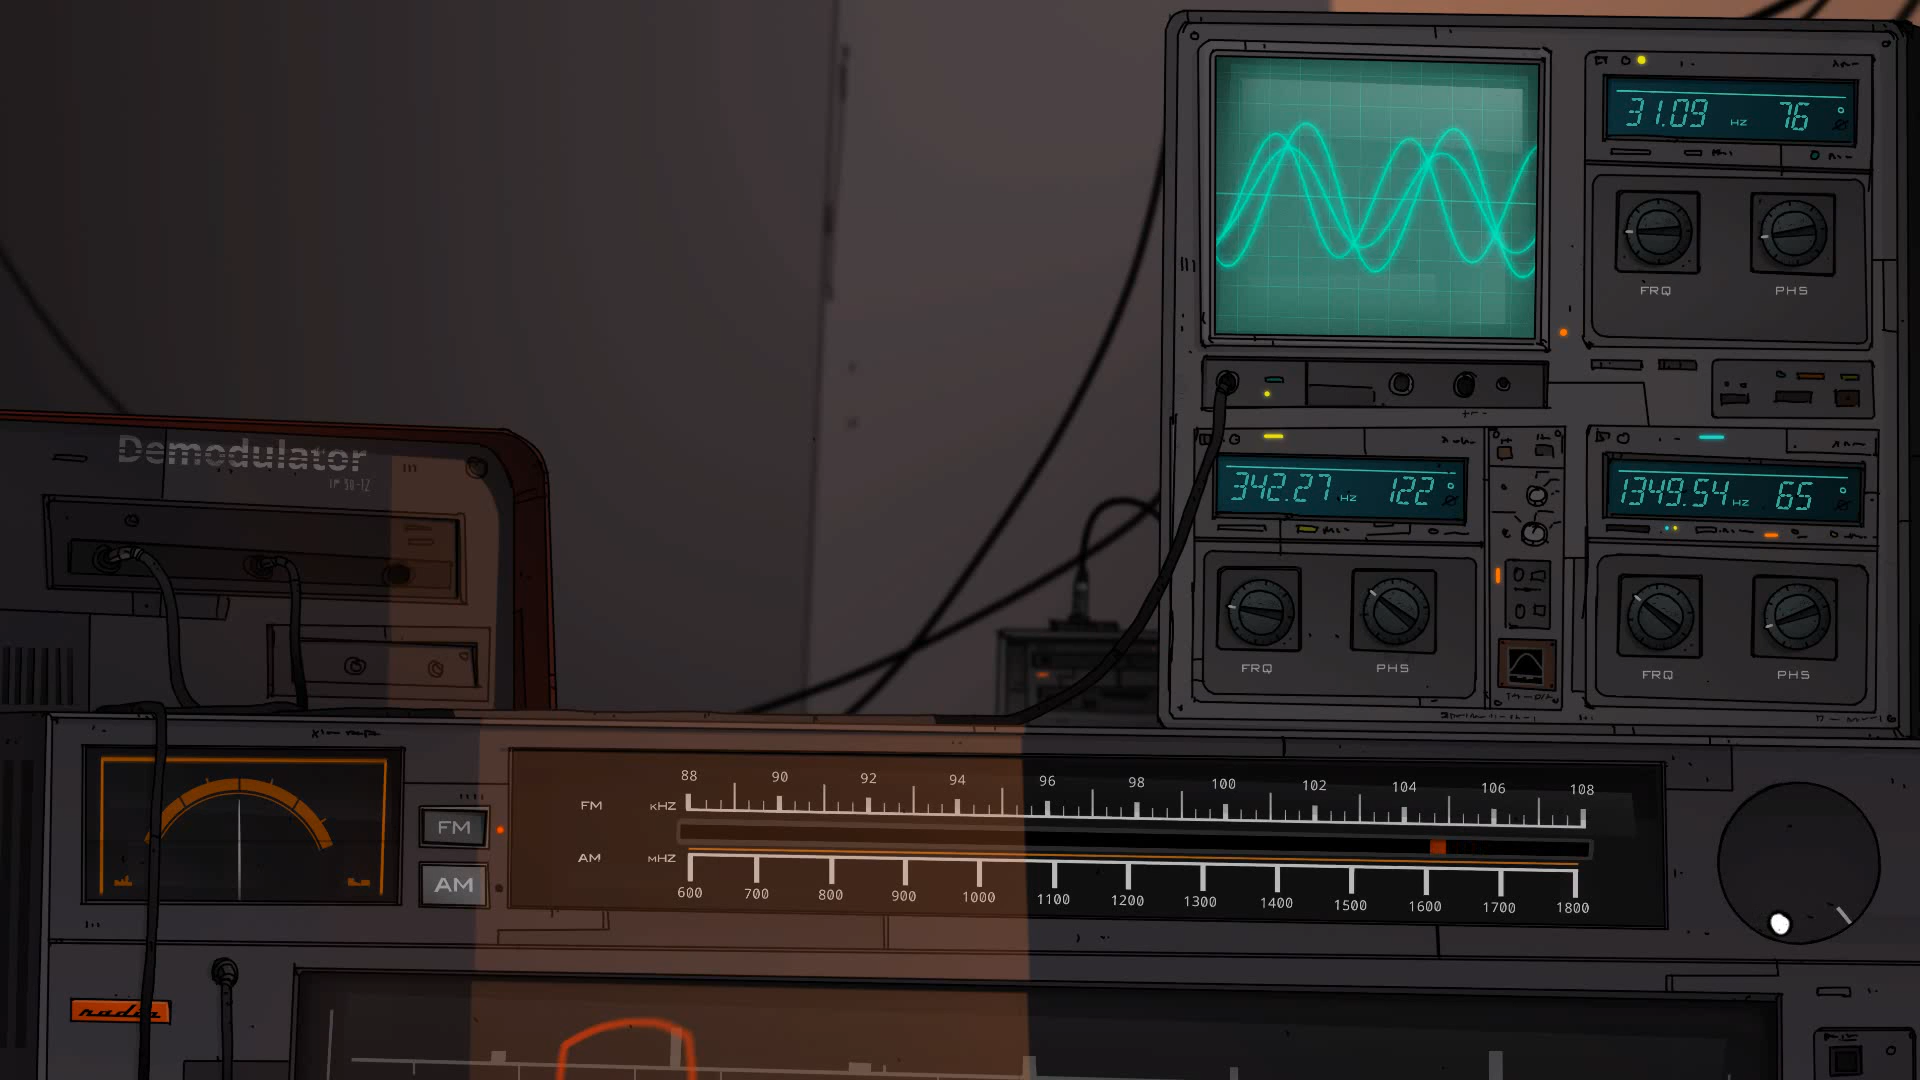 31.09 HZ 76°
FRQ PHS
Demodulator
342.27 HZ 122°
1349.54 HZ 65°
FRQ PHS
FRQ PHS
88 90 92 94 96 98 100 102 104 106 108
FM KHZ
FM
AM MHZ
AM
600 700 800 900 1000 1100 1200 1300 1400 1500 1600 1700 1800